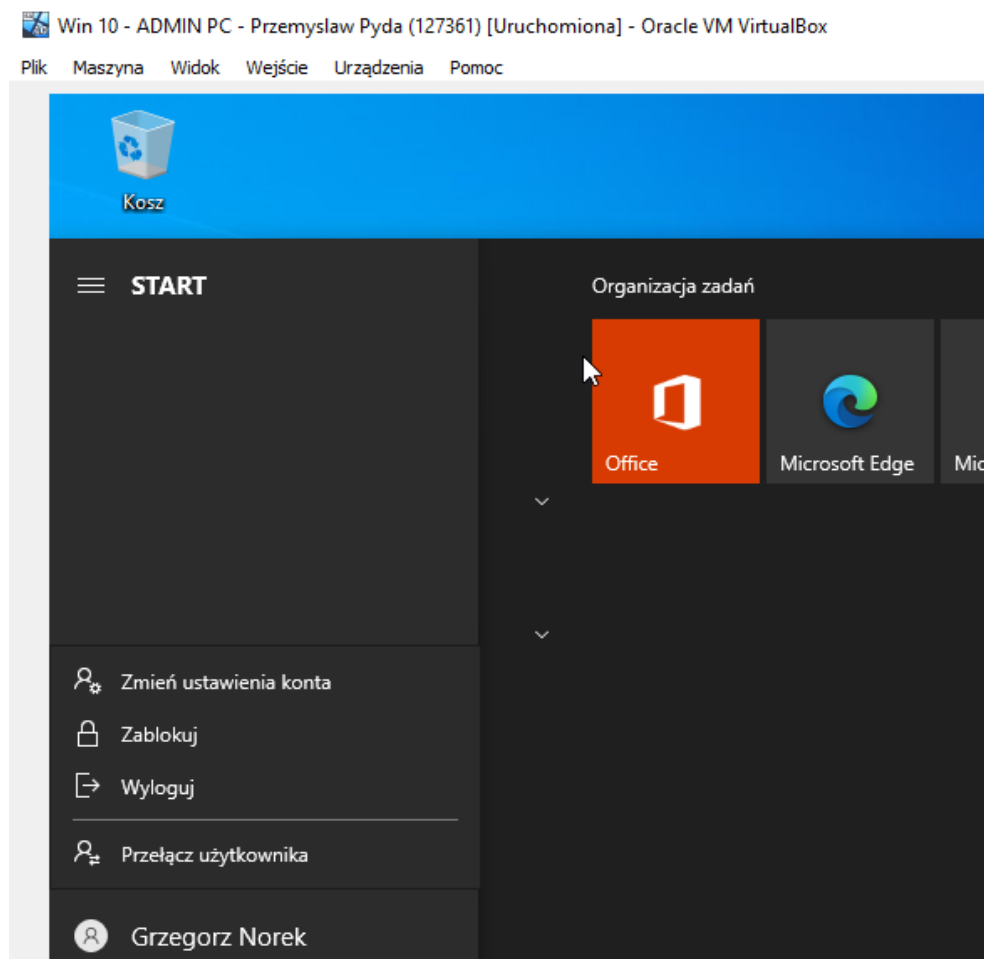 Win 10 - ADMIN PC - Przemyslaw Pyda (127361) [Uruchomiona] - Oracle VM VirtualBox
Plik Maszyna Widok Wejście Urządzenia Pomoc
Kosz
START
Organizacja zadań
Office
Microsoft Edge
Mic
Zmień ustawienia konta
Zablokuj
Wyloguj
Przełącz użytkownika
Grzegorz Norek